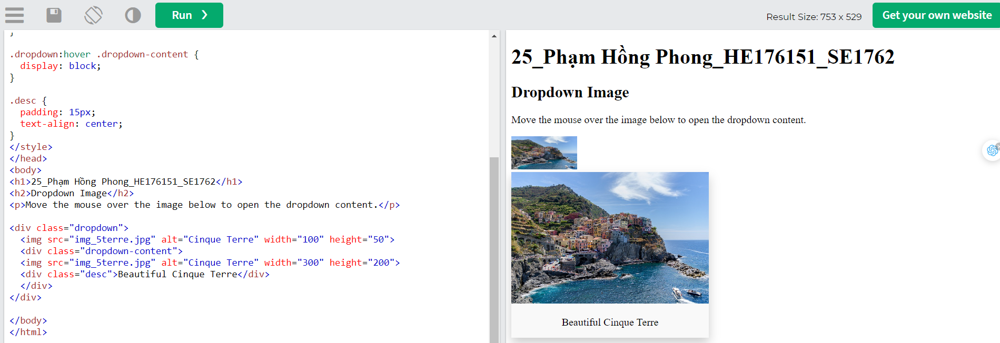 Run ❯
Result Size: 753 x 529
Get your own website
}
.dropdown:hover .dropdown-content {
  display: block;
}
.desc {
  padding: 15px;
  text-align: center;
}
</style>
</head>
<body>
<h1>25_Phạm Hồng Phong_HE176151_SE1762</h1>
<h2>Dropdown Image</h2>
<p>Move the mouse over the image below to open the dropdown content.</p>
<div class="dropdown">
  <img src="img_5terre.jpg" alt="Cinque Terre" width="100" height="50">
  <div class="dropdown-content">
  <img src="img_5terre.jpg" alt="Cinque Terre" width="300" height="200">
  <div class="desc">Beautiful Cinque Terre</div>
  </div>
</div>
</body>
</html>
25_Phạm Hồng Phong_HE176151_SE1762
Dropdown Image
Move the mouse over the image below to open the dropdown content.
Beautiful Cinque Terre